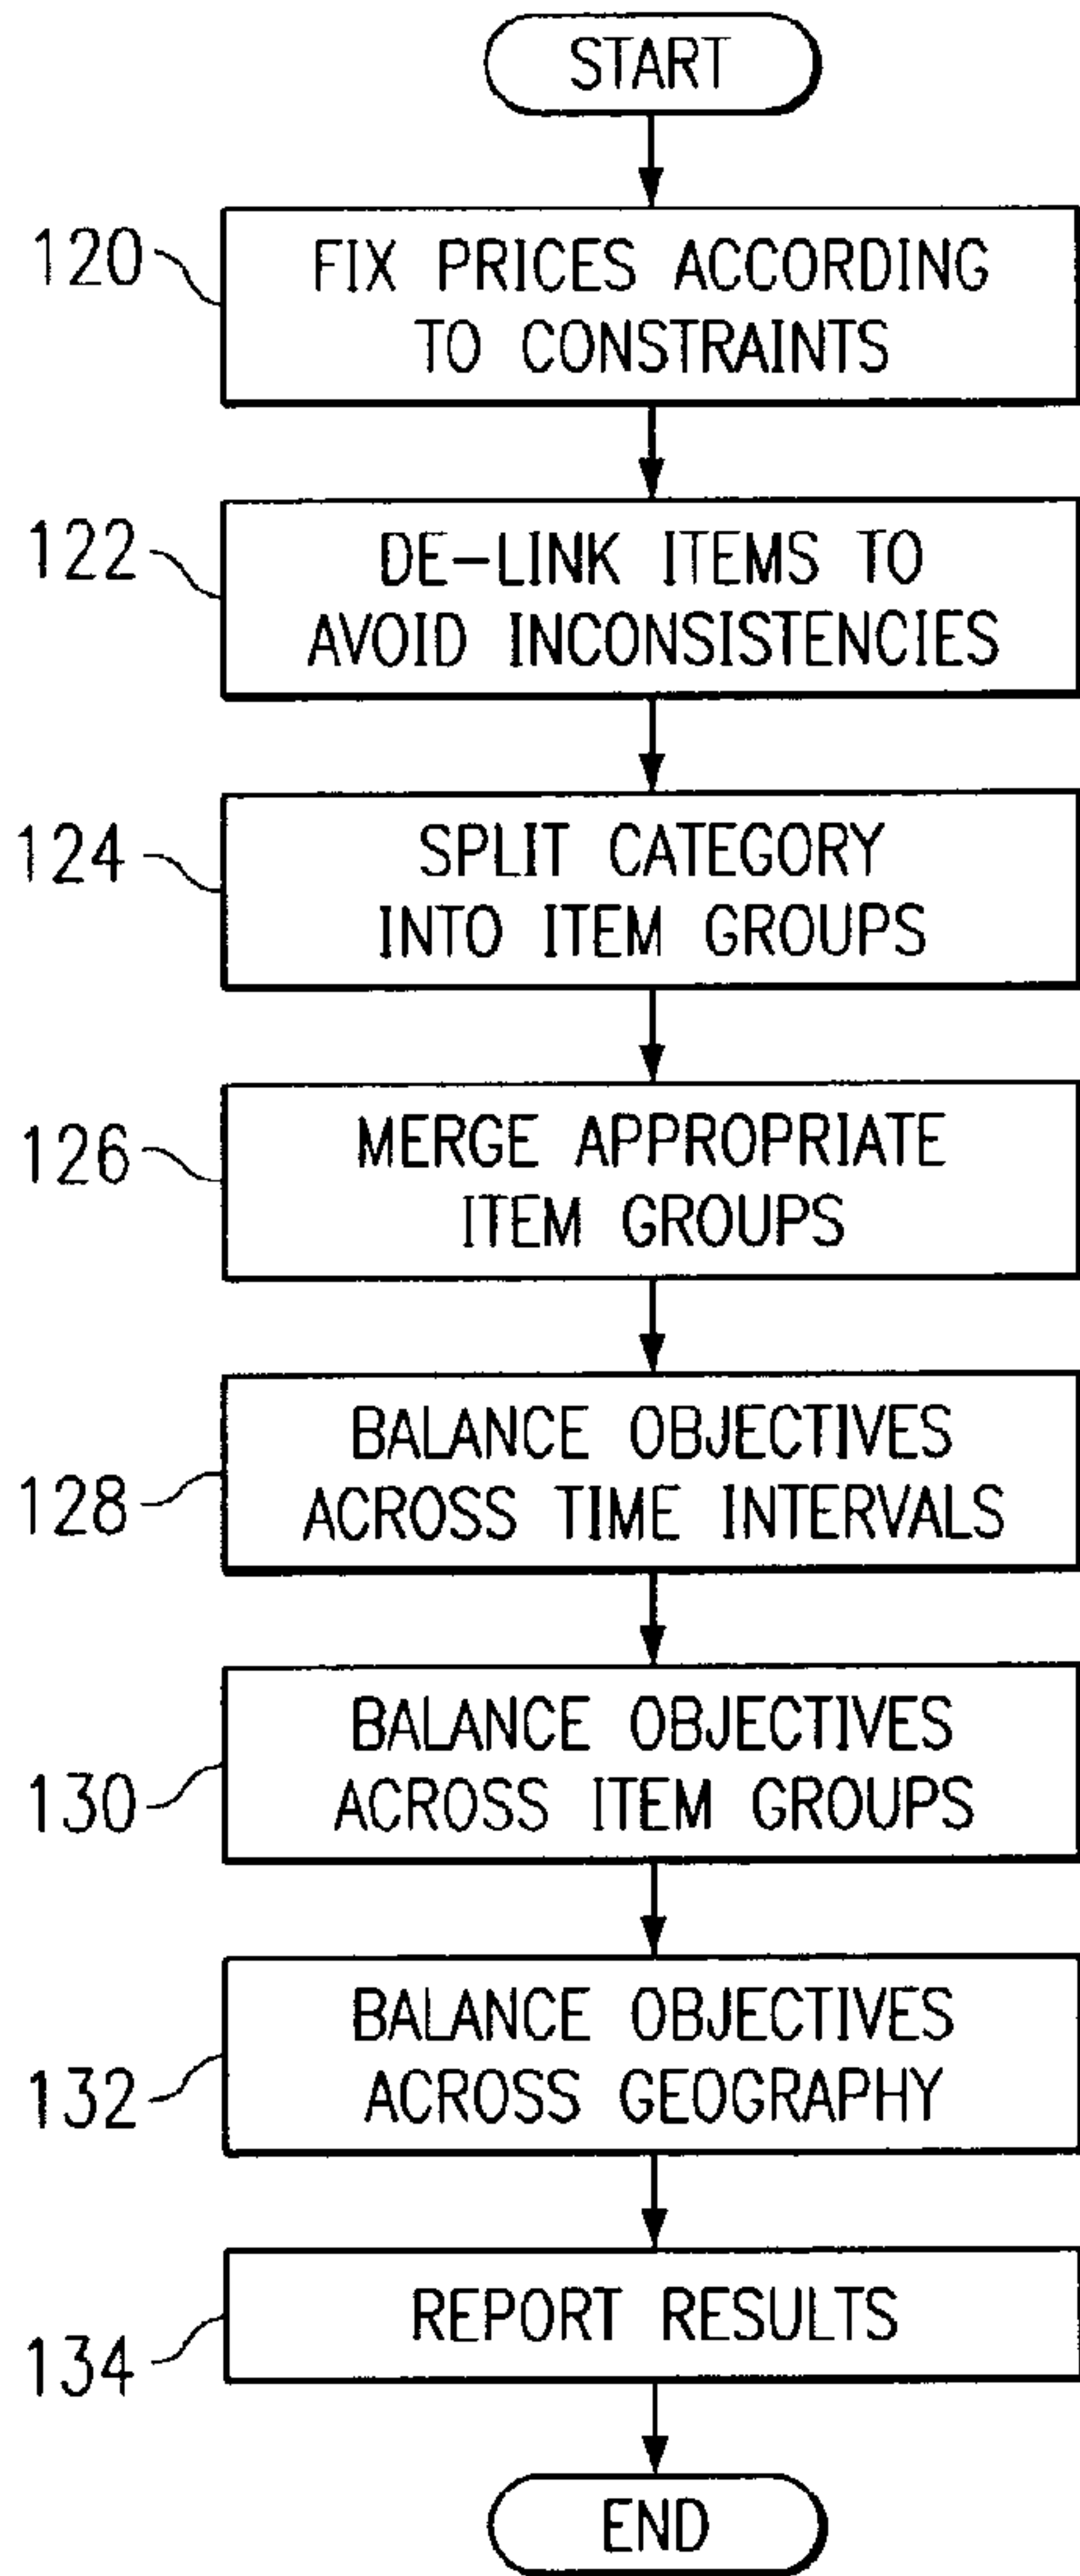 START
120
FIX PRICES ACCORDING
TO CONSTRAINTS
122
DE-LINK ITEMS TO
AVOID INCONSISTENCIES
124
SPLIT CATEGORY
INTO ITEM GROUPS
126
MERGE APPROPRIATE
ITEM GROUPS
128
BALANCE OBJECTIVES
ACROSS TIME INTERVALS
130
BALANCE OBJECTIVES
ACROSS ITEM GROUPS
132
BALANCE OBJECTIVES
ACROSS GEOGRAPHY
134
REPORT RESULTS
END